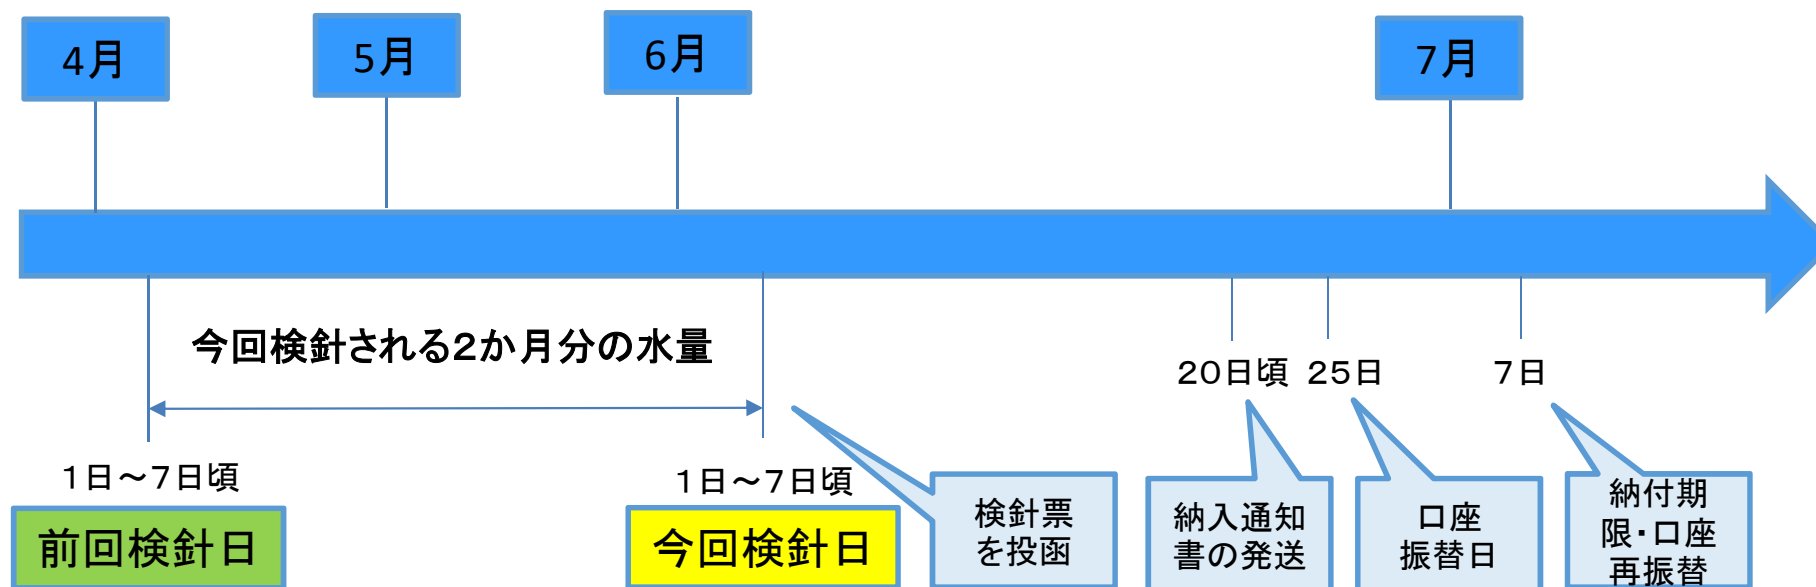 4月
5月
6月
7月
今回検針される2か月分の水量
20日頃
25日
7日
1日～7日頃
前回検針日
1日～7日頃
今回検針日
検針票
を投函
納入通知
書の発送
口座
振替日
納付期
限・口座
再振替